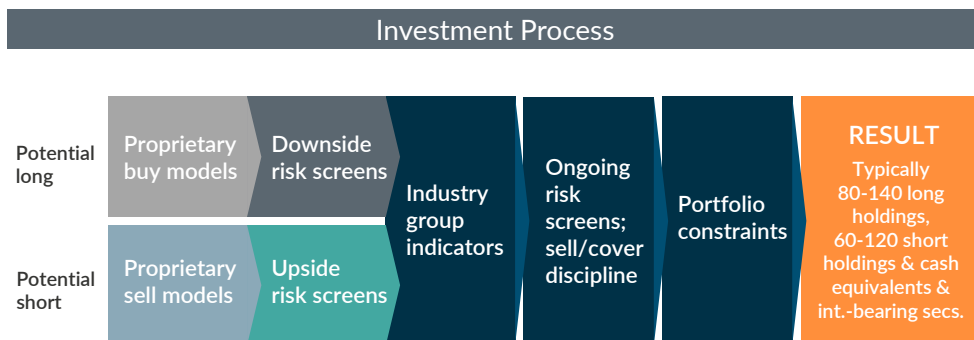 Investment Process
Potential
long
Proprietary
buy models
Downside
risk screens
Potential
short
Proprietary
sell models
Upside
risk screens
Industry
group
indicators
Ongoing
risk
screens;
sell/cover
discipline
Portfolio
constraints
RESULT
Typically
80-140 long
holdings,
60-120 short
holdings & cash
equivalents &
int.-bearing secs.